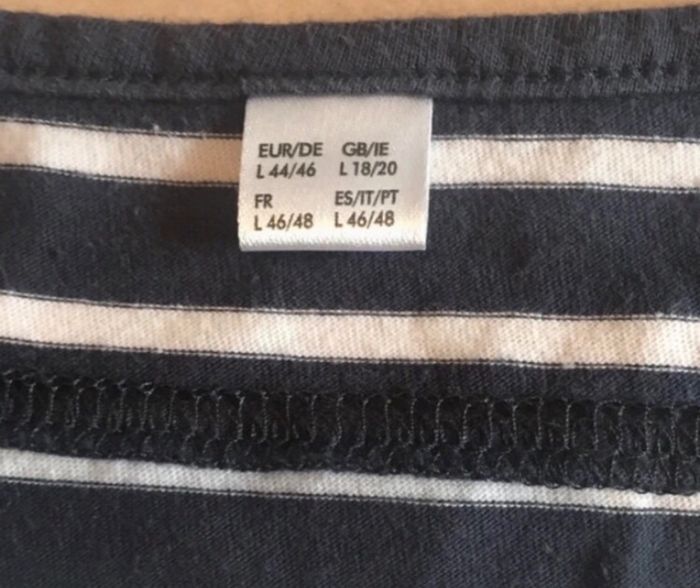 EUR/DE GB/IE
L 44/46 L 18/20
FR ES/IT/PT
L 46/48 L 46/48